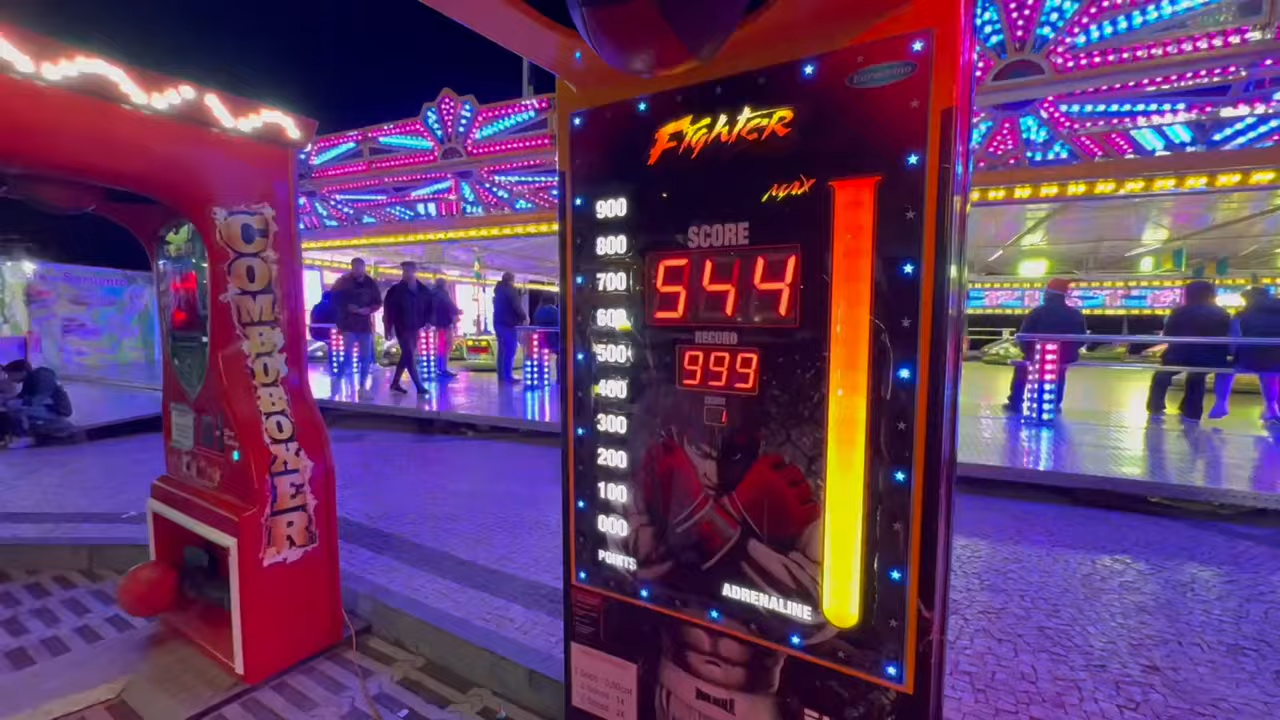 FIGHTER
MAX
900
800
700
600
500
400
300
200
100
000
POINTS
SCORE
544
RECORD
999
ADRENALINE
COMBOBOXER